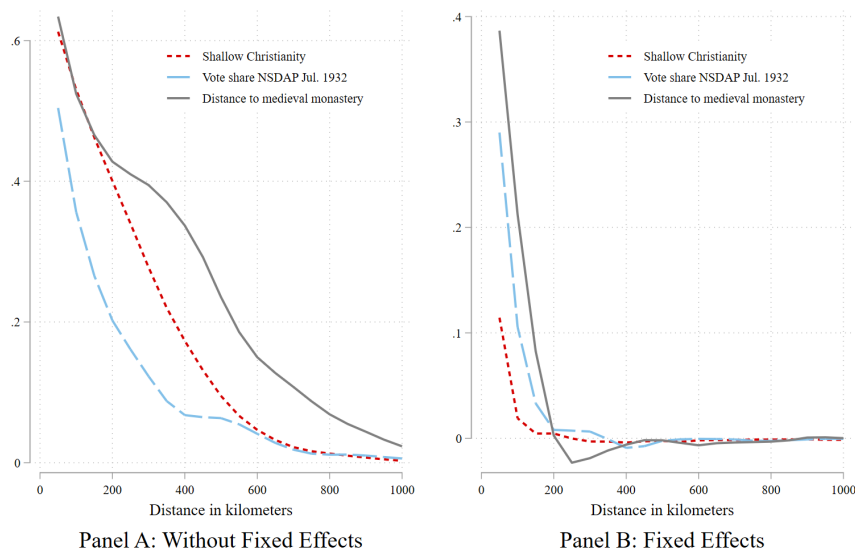 .6
.4
.2
0
0
200
400
600
800
1000
Shallow Christianity
Vote share NSDAP Jul. 1932
Distance to medieval monastery
Distance in kilometers
Panel A: Without Fixed Effects
.4
.3
.2
.1
0
0
200
400
600
800
1000
Shallow Christianity
Vote share NSDAP Jul. 1932
Distance to medieval monastery
Distance in kilometers
Panel B: Fixed Effects